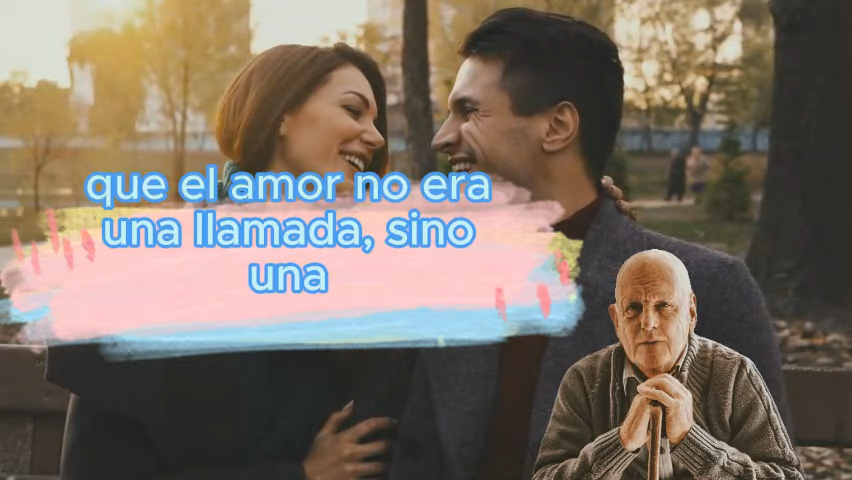 que el amor no era
una llamada, sino
una